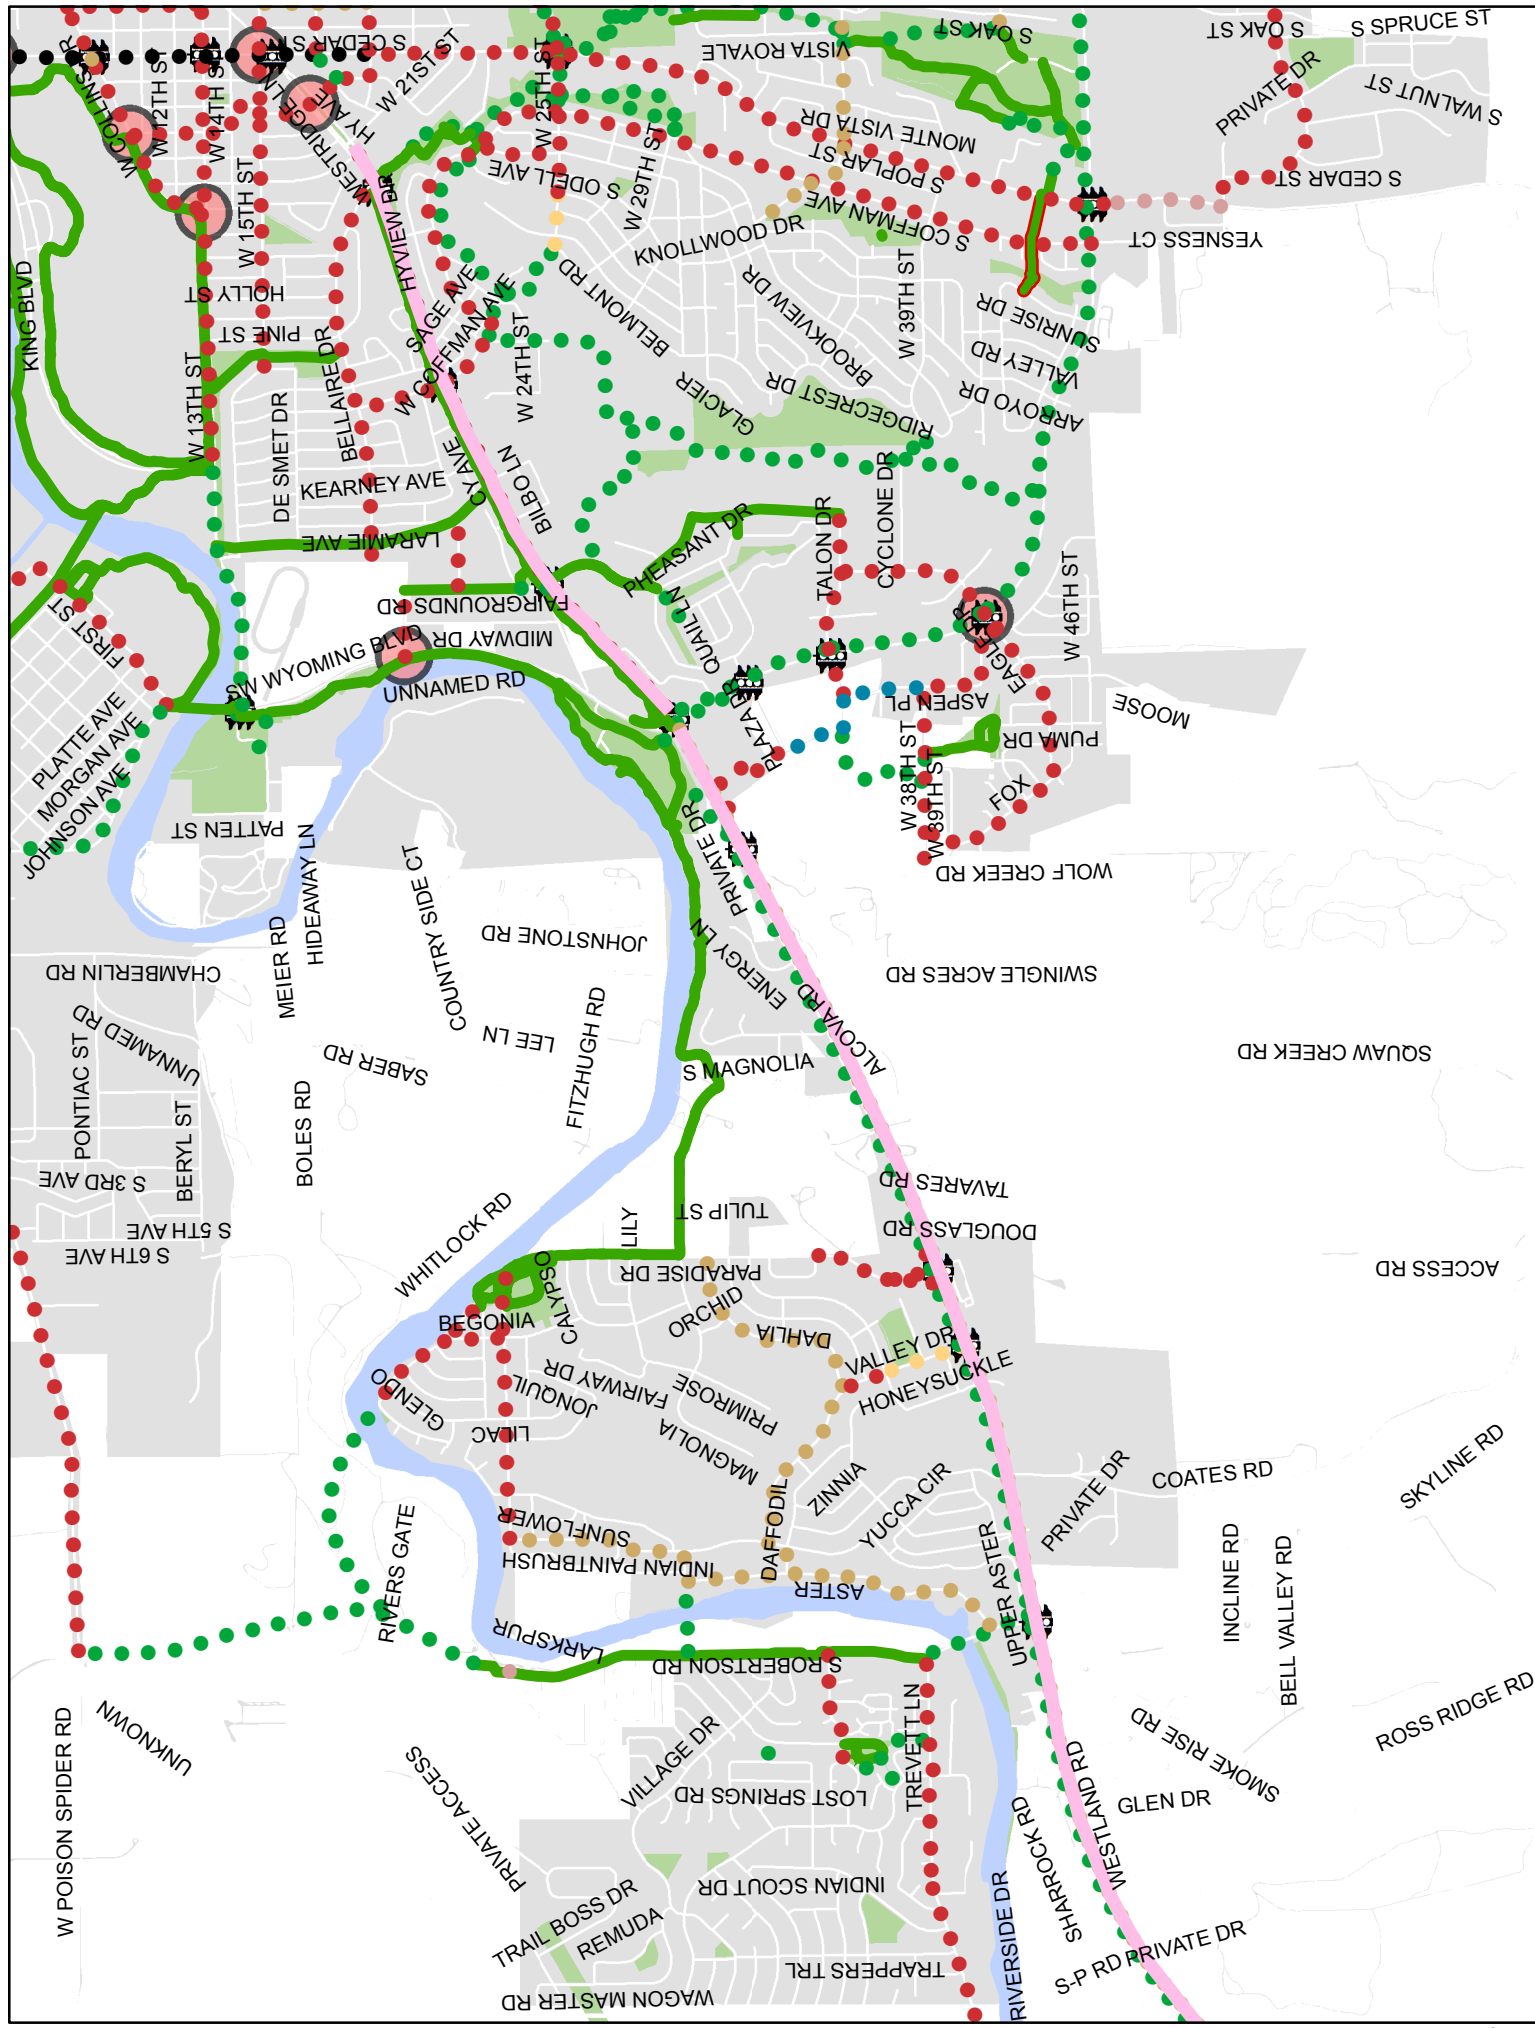 S SPRUCE ST
S OAK ST
S OAK ST
S CEDAR ST
VISTA ROYALE
W 21ST ST
W 25TH ST
W 12TH ST
W 14TH ST
W COLLINS
HY AVE
WESTRIDGE LN
PRIVATE DR
S WALNUT ST
MONTE VISTA DR
S POPLAR ST
S CEDAR ST
S ODELL AVE
W 29TH ST
W 15TH ST
HYVIEW DR
S COFFMAN AVE
KNOLLWOOD DR
YESNESS CT
KING BLVD
HOLLY ST
PINE ST
SAGE AVE
W COFFMAN AVE
BELMONT RD
BROOKVIEW DR
W 39TH ST
SUNRISE DR
VALLEY RD
ARROYO DR
W 13TH ST
BELLAIRE DR
W 24TH ST
GLACIER
RIDGECREST DR
DE SMET DR
KEARNEY AVE
CY AVE
BILBO LN
LARAMIE AVE
PHEASANT DR
TALON DR
CYCLONE DR
W 46TH ST
FIRST ST
FAIRGROUNDS RD
MIDWAY DR
SW WYOMING BLVD
UNNAMED RD
QUAIL LN
EAGLE DR
PLAZA DR
ASPEN PL
MOOSE
PLATTE AVE
MORGAN AVE
JOHNSON AVE
PUMA DR
W 38TH ST
W 39TH ST
FOX
PATTEN ST
HIDEAWAY LN
PRIVATE DR
WOLF CREEK RD
COUNTRY SIDE CT
JOHNSTONE RD
MEIER RD
CHAMBERLIN RD
ENERGY LN
SWINGLE ACRES RD
UNNAMED RD
PONTIAC ST
SABER RD
LEE LN
FITZHUGH RD
ALCOVA RD
S MAGNOLIA
SQUAW CREEK RD
BERYL ST
BOLES RD
S 3RD AVE
S 5TH AVE
S 6TH AVE
WHITLOCK RD
LILY
TULIP ST
TAVARES RD
DOUGLASS RD
ACCESS RD
PARADISE DR
CALYPSO
BEGONIA
ORCHID
DAHLIA
VALLEY DR
HONEYSUCKLE
GLENDO
FAIRWAY DR
JONQUIL
PRIMROSE
MAGNOLIA
LILAC
ZINNIA
YUCCA CIR
PRIVATE DR
COATES RD
SKYLINE RD
SUNFLOWER
INDIAN PAINTBRUSH
DAFFODIL
ASTER
UPPER ASTER
RIVERS GATE
LARKSPUR
INCLINE RD
BELL VALLEY RD
S ROBERTSON RD
W POISON SPIDER RD
UNKNOWN
PRIVATE ACCESS
VILLAGE DR
TREVETT LN
LOST SPRINGS RD
SMOKE RISE RD
ROSS RIDGE RD
GLEN DR
WESTLAND RD
SHARROCK RD
RIVERSIDE DR
INDIAN SCOUT DR
TRAIL BOSS DR
REMUDA
TRAPPERS TRL
WAGON MASTER RD
S-P RD PRIVATE DR